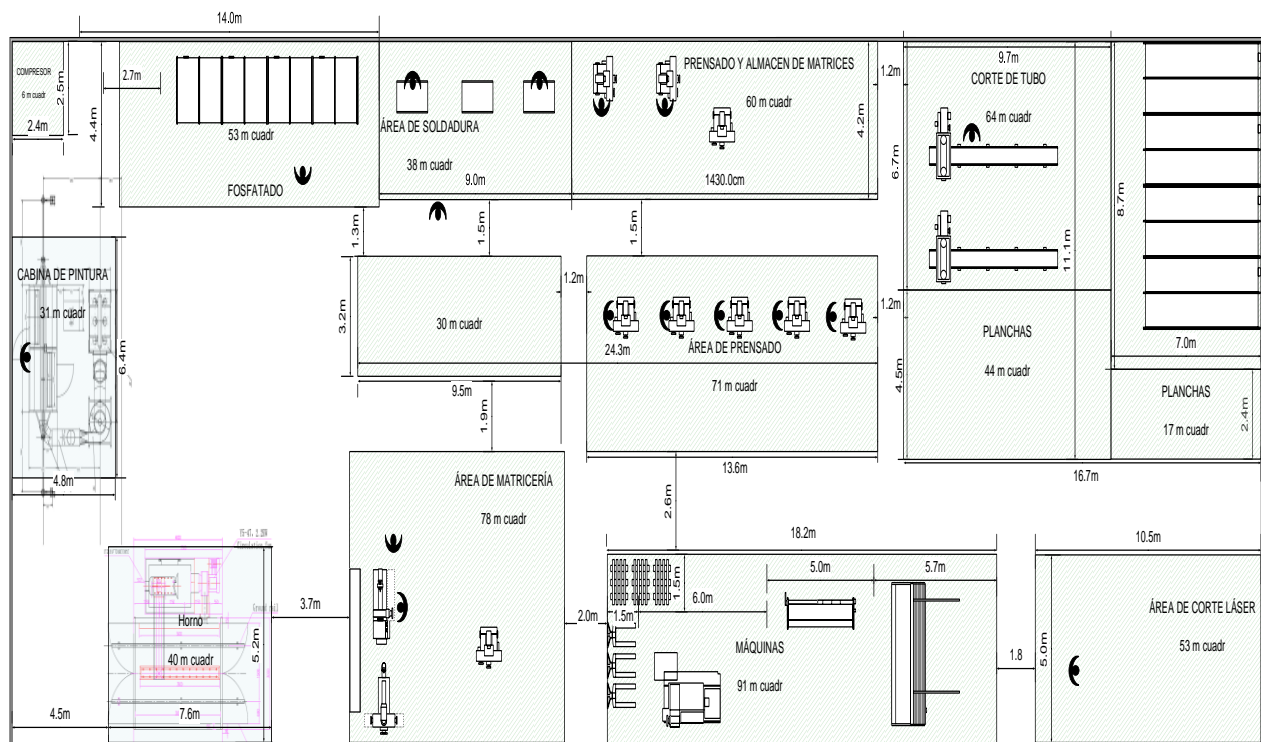 14.0m
COMPRESOR
6 m cuadr
2.5m
2.4m
2.7m
4.4m
53 m cuadr
FOSFATADO
ÁREA DE SOLDADURA
38 m cuadr
9.0m
PRENSADO Y ALMACEN DE MATRICES
60 m cuadr
4.2m
1430.0cm
1.2m
6.7m
9.7m
CORTE DE TUBO
64 m cuadr
11.1m
8.7m
7.0m
1.3m
1.5m
1.5m
CABINA DE PINTURA
31 m cuadr
6.4m
4.8m
3.2m
30 m cuadr
9.5m
1.2m
24.3m
ÁREA DE PRENSADO
71 m cuadr
13.6m
1.2m
4.5m
PLANCHAS
44 m cuadr
PLANCHAS
17 m cuadr
2.4m
16.7m
1.9m
2.6m
ÁREA DE MATRICERÍA
78 m cuadr
Horno
40 m cuadr
5.2m
4.5m
7.6m
3.7m
2.0m
18.2m
5.0m
5.7m
1.5m
6.0m
1.5m
MÁQUINAS
91 m cuadr
1.8
10.5m
5.0m
ÁREA DE CORTE LÁSER
53 m cuadr